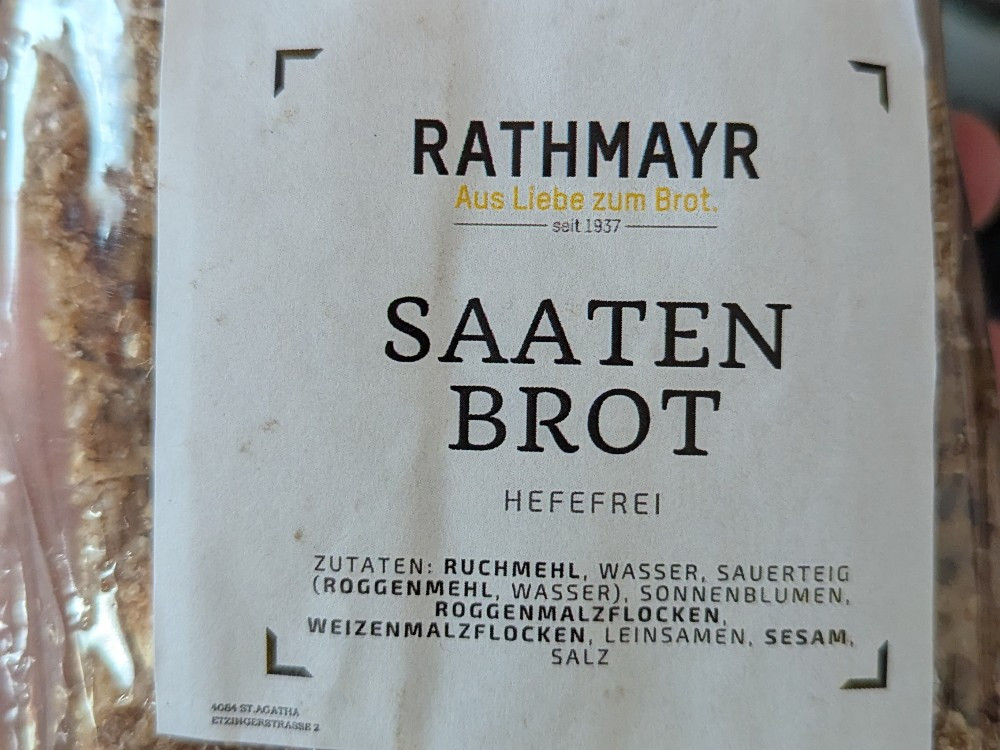 RATHMAYR
Aus Liebe zum Brot.
seit 1937
SAATEN
BROT
HEFEFREI
ZUTATEN: RUCHMEHL, WASSER, SAUERTEIG
(ROGGENMEHL, WASSER), SONNENBLUMEN,
ROGGENMALZFLOCKEN,
WEIZENMALZFLOCKEN, LEINSAMEN, SESAM,
SALZ
4084 ST.AGATHA
ETZINGERSTRASSE 2